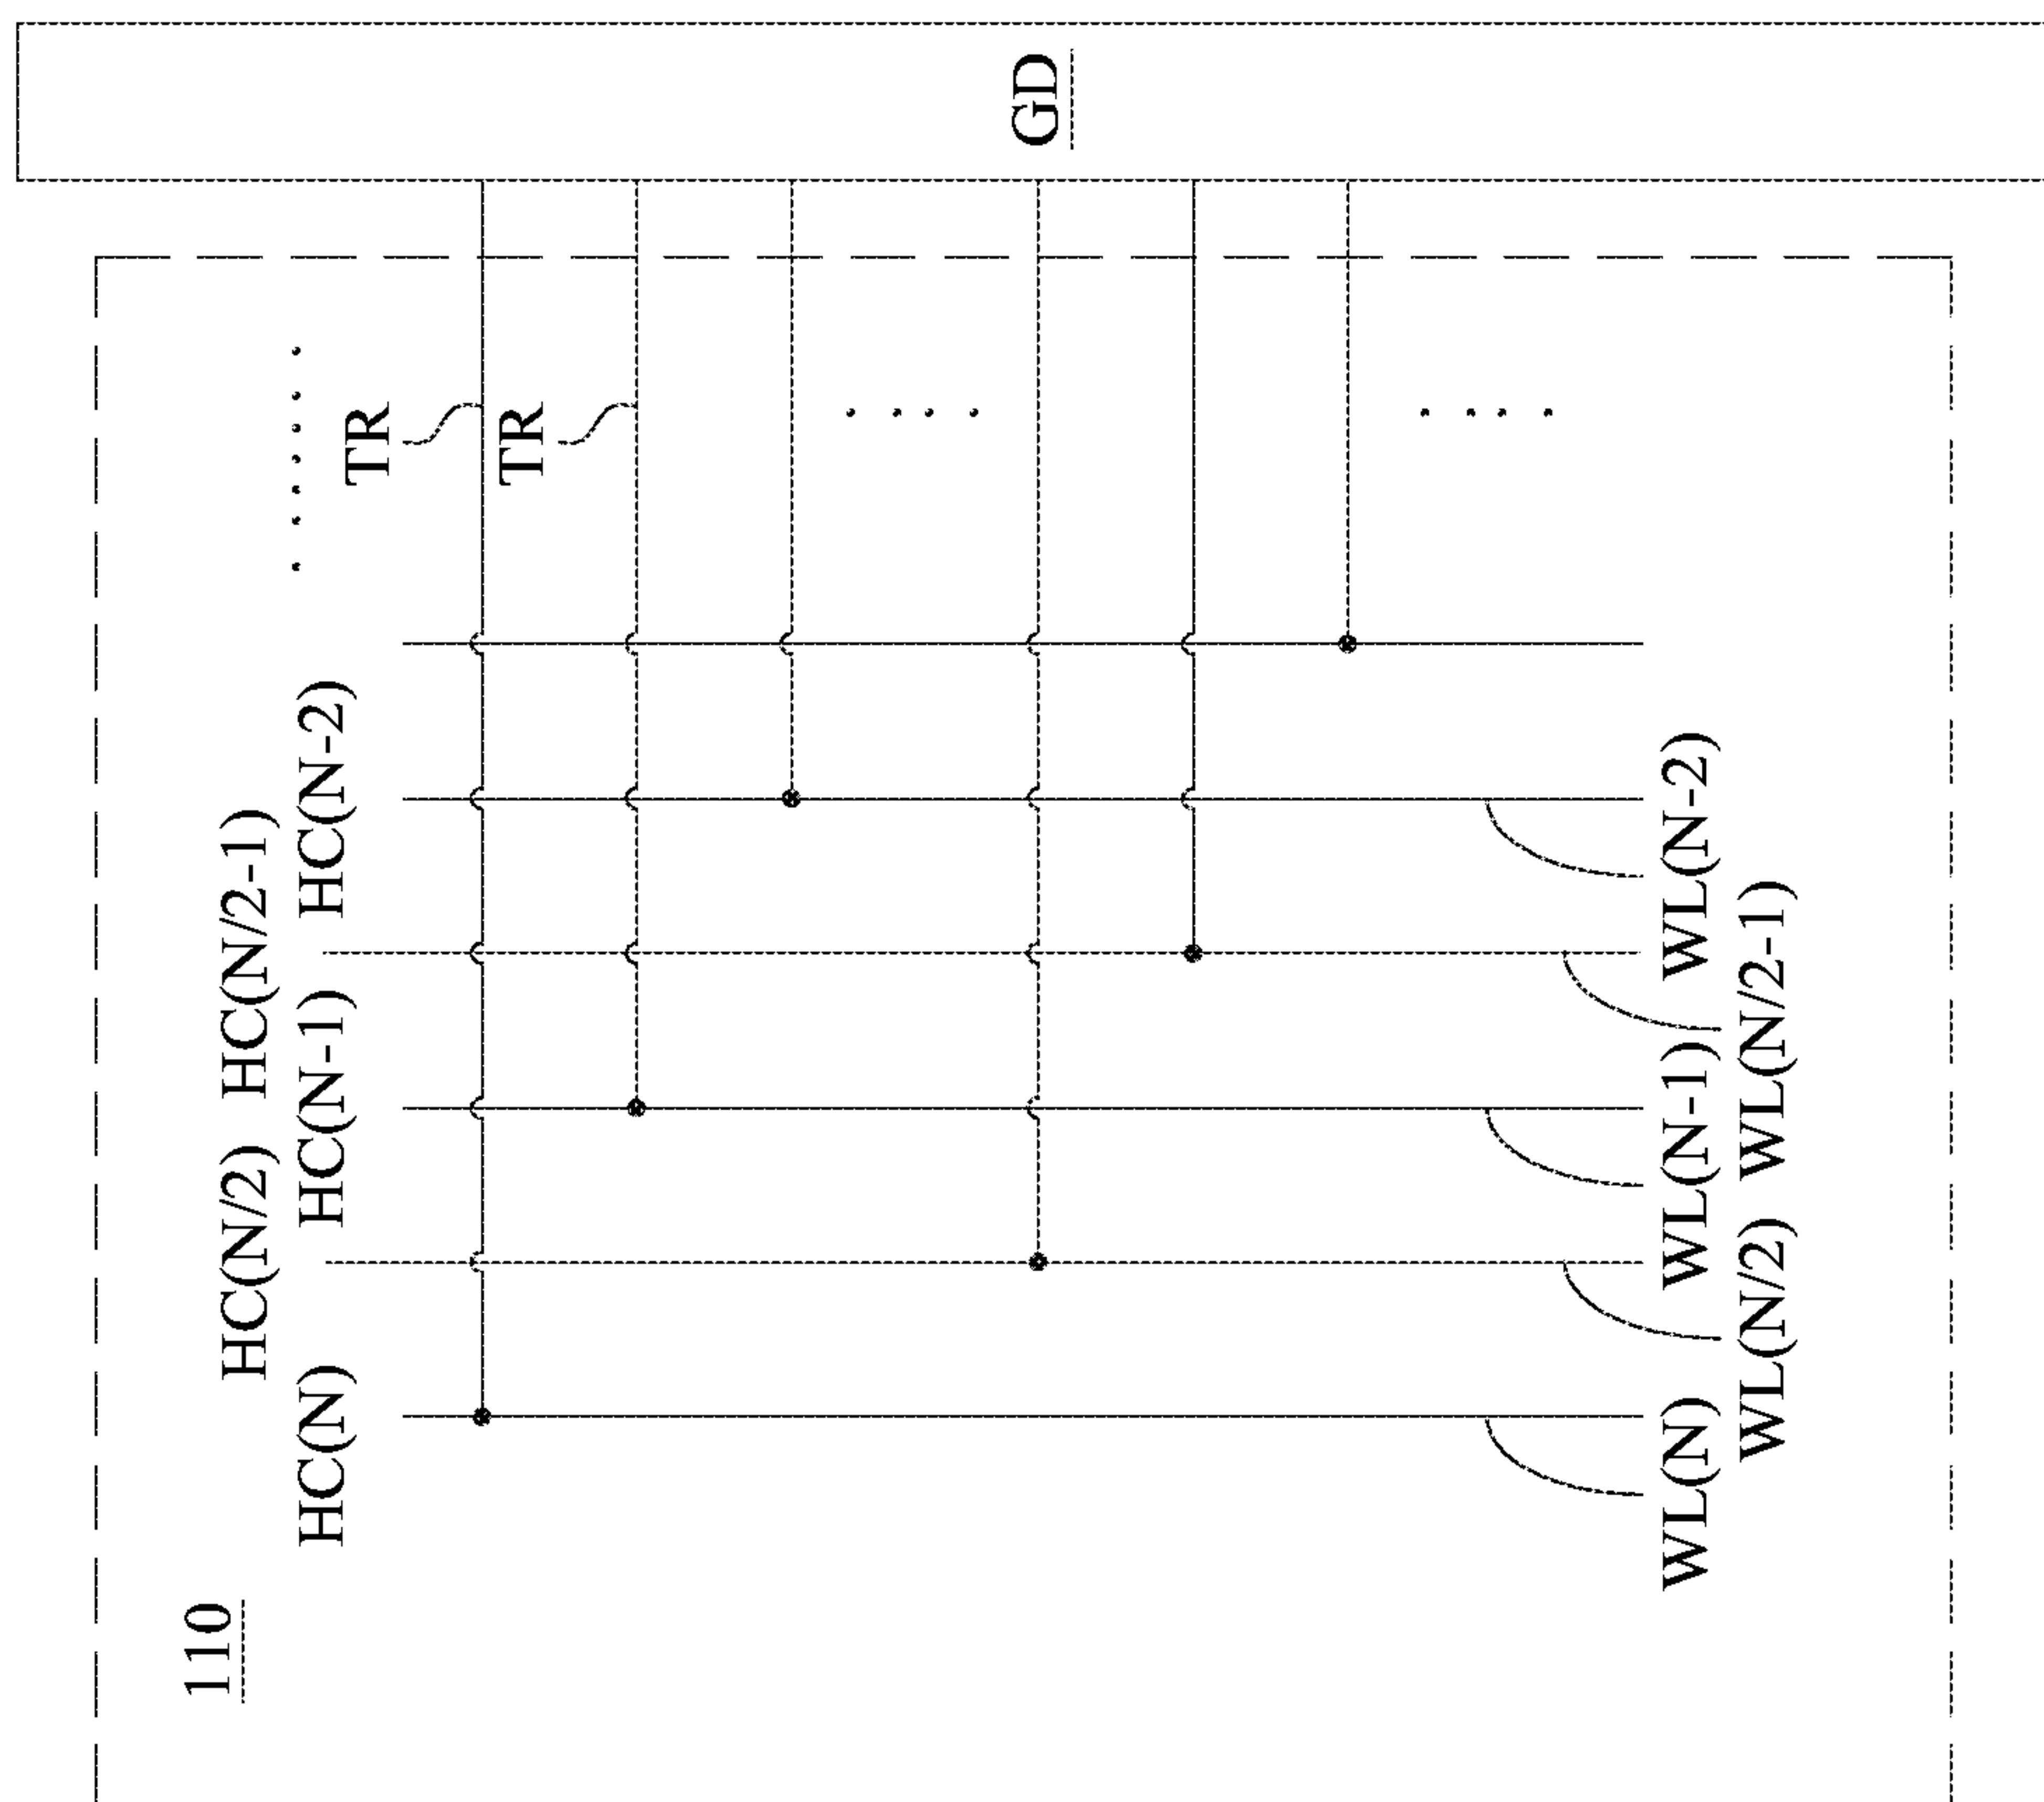 110
HC(N/2) HC(N/2-1)
HC(N) HC(N-1) HC(N-2)
TR
TR
GD
WL(N) WL(N-1) WL(N-2)
WL(N/2) WL(N/2-1)